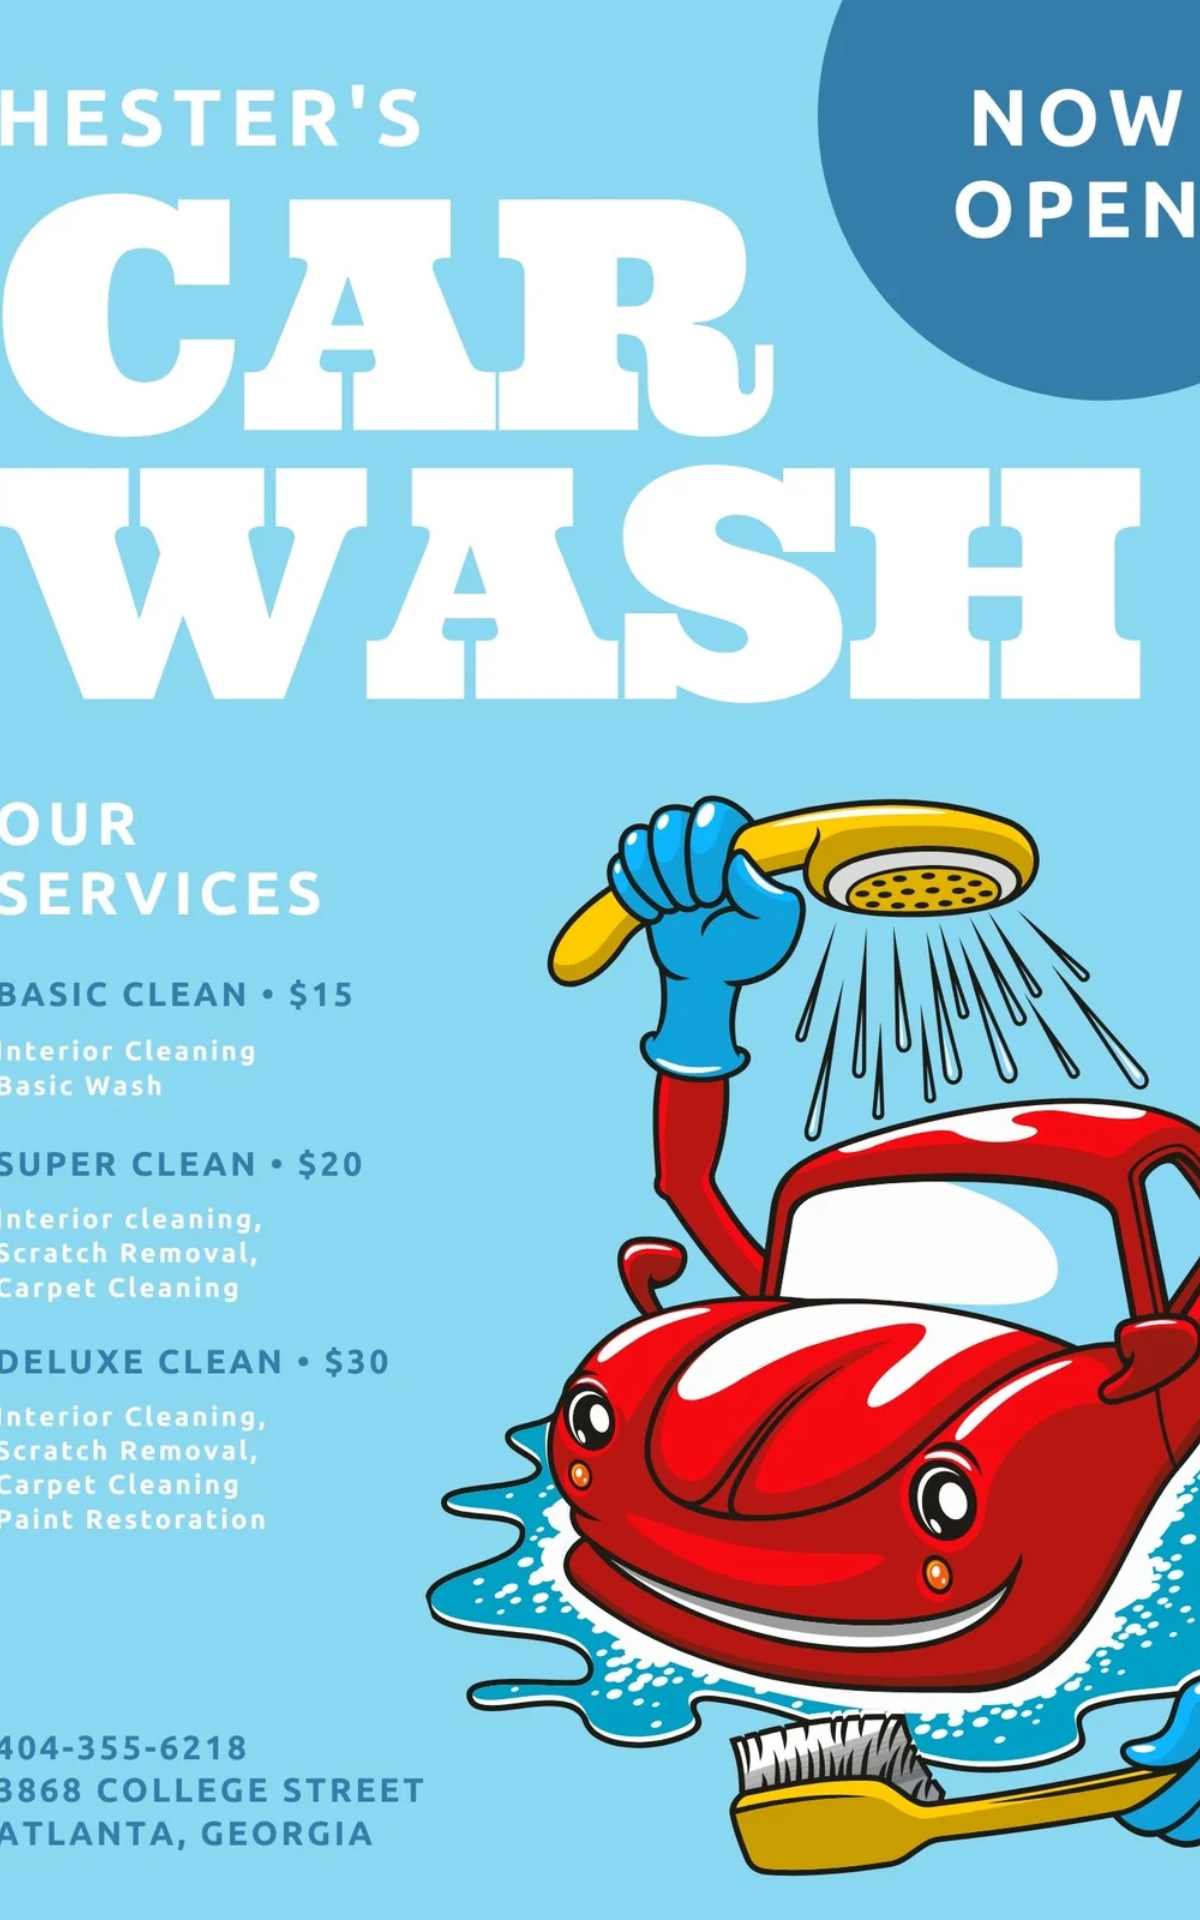 HESTER'S
NOW
OPEN
CAR
WASH
OUR
SERVICES
BASIC CLEAN • $15
Interior Cleaning
Basic Wash
SUPER CLEAN • $20
Interior cleaning,
Scratch Removal,
Carpet Cleaning
DELUXE CLEAN • $30
Interior Cleaning,
Scratch Removal,
Carpet Cleaning
Paint Restoration
404-355-6218
3868 COLLEGE STREET
ATLANTA, GEORGIA